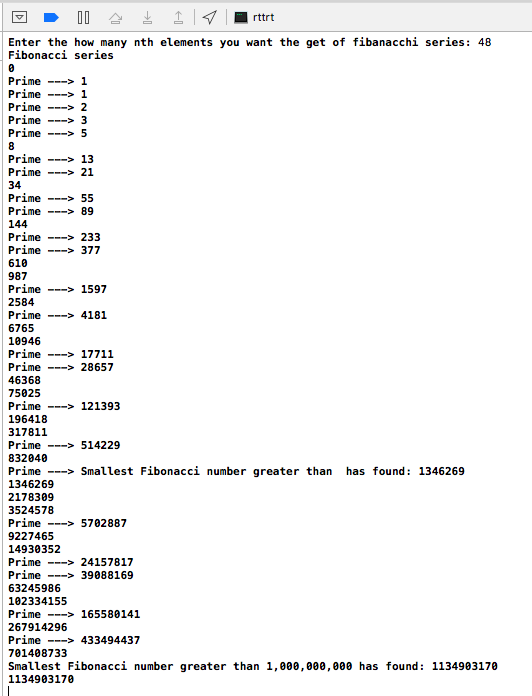 rttrt
Enter the how many nth elements you want the get of fibanacchi series: 48
Fibonacci series
0
Prime ---> 1
Prime ---> 1
Prime ---> 2
Prime ---> 3
Prime ---> 5
8
Prime ---> 13
Prime ---> 21
34
Prime ---> 55
Prime ---> 89
144
Prime ---> 233
Prime ---> 377
610
987
Prime ---> 1597
2584
Prime ---> 4181
6765
10946
Prime ---> 17711
Prime ---> 28657
46368
75025
Prime ---> 121393
196418
317811
Prime ---> 514229
832040
Prime ---> Smallest Fibonacci number greater than  has found: 1346269
1346269
2178309
3524578
Prime ---> 5702887
9227465
14930352
Prime ---> 24157817
Prime ---> 39088169
63245986
102334155
Prime ---> 165580141
267914296
Prime ---> 433494437
701408733
Smallest Fibonacci number greater than 1,000,000,000 has found: 1134903170
1134903170